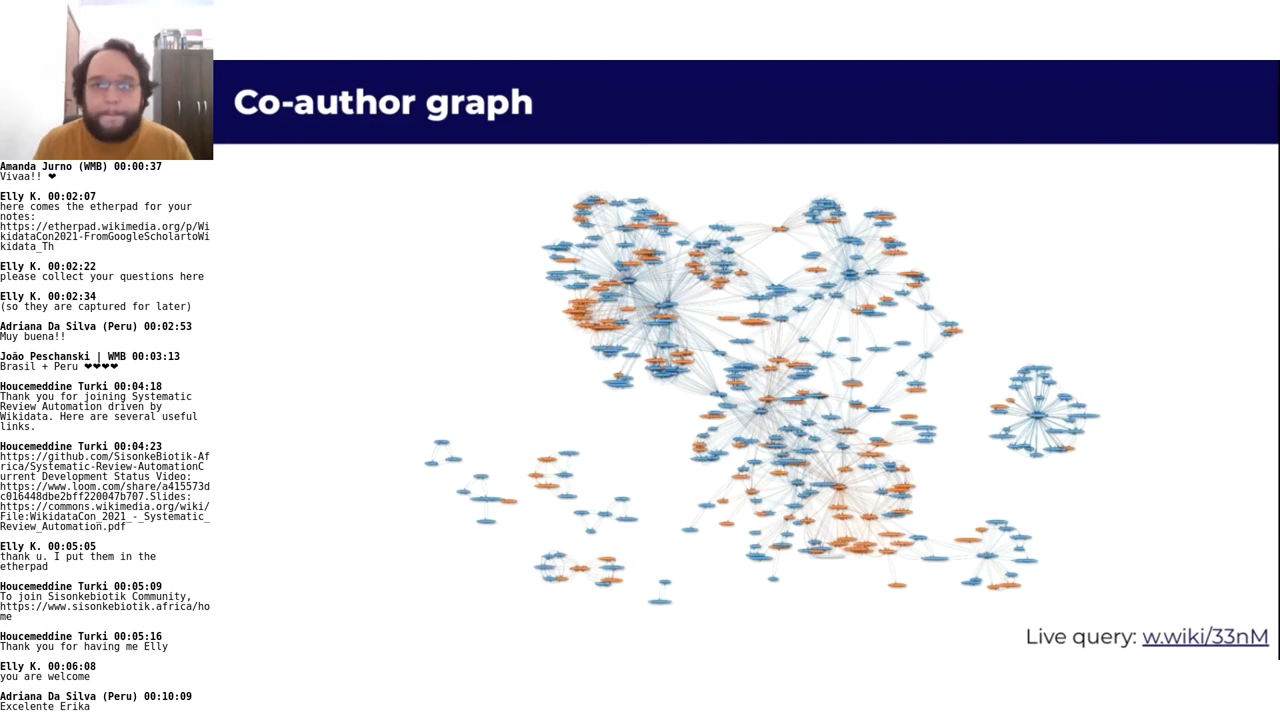 Co-author graph
Amanda Jurno (WMB) 00:00:37
Vivaa!! ❤
Elly K. 00:02:07
here comes the etherpad for your
notes:
https://etherpad.wikimedia.org/p/Wi
kidataCon2021-FromGoogleScholartoWi
kidata_Th
Elly K. 00:02:22
please collect your questions here
Elly K. 00:02:34
(so they are captured for later)
Adriana Da Silva (Peru) 00:02:53
Muy buena!!
João Peschanski | WMB 00:03:13
Brasil + Peru ❤❤❤❤
Houcemeddine Turki 00:04:18
Thank you for joining Systematic
Review Automation driven by
Wikidata. Here are several useful
links.
Houcemeddine Turki 00:04:23
https://github.com/SisonkeBiotik-Af
rica/Systematic-Review-AutomationC
urrent Development Status Video:
https://www.loom.com/share/a415573d
c016448dbe2bff220047b707.Slides:
https://commons.wikimedia.org/wiki/
File:WikidataCon_2021_-_Systematic_
Review_Automation.pdf
Elly K. 00:05:05
thank u. I put them in the
etherpad
Houcemeddine Turki 00:05:09
To join Sisonkebiotik Community,
https://www.sisonkebiotik.africa/ho
me
Houcemeddine Turki 00:05:16
Thank you for having me Elly
Elly K. 00:06:08
you are welcome
Adriana Da Silva (Peru) 00:10:09
Excelente Erika
Live query: w.wiki/33nM